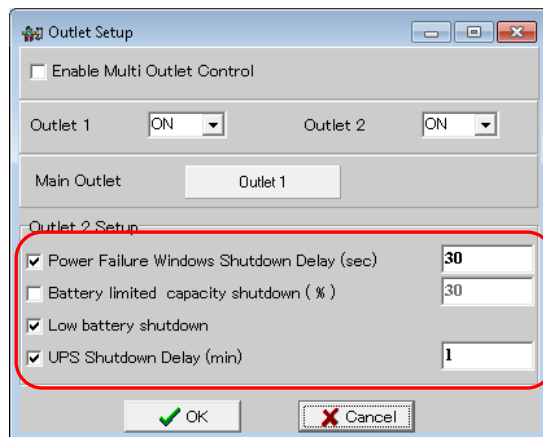 Outlet Setup
Enable Multi Outlet Control
Outlet 1 ON Outlet 2 ON
Main Outlet Outlet 1
Outlet 2 Setup
Power Failure Windows Shutdown Delay (sec) 30
Battery limited capacity shutdown ( % ) 30
Low battery shutdown
UPS Shutdown Delay (min) 1
OK Cancel